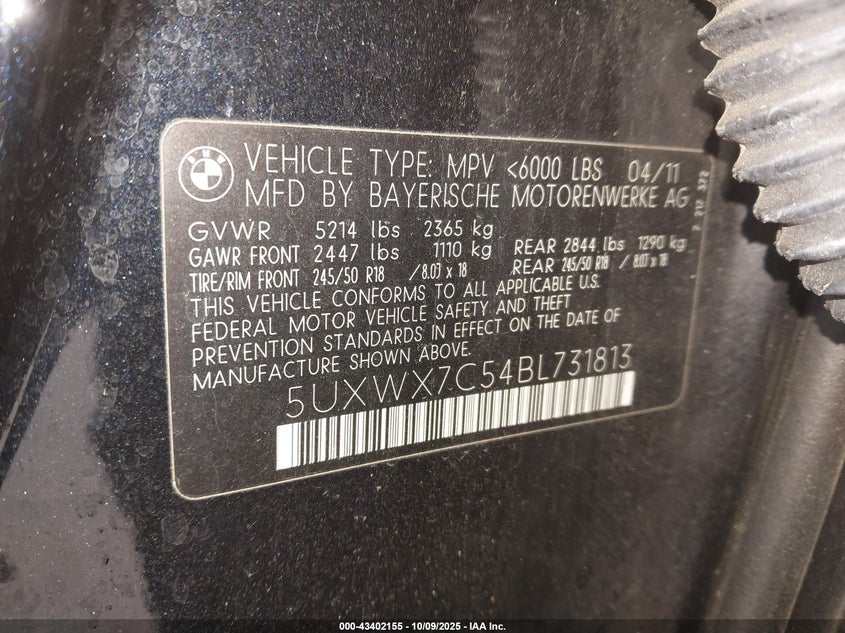 BMW
VEHICLE TYPE: MPV <6000 LBS 04/11
MFD BY BAYERISCHE MOTORENWERKE AG
GVWR 5214 lbs 2365 kg
GAWR FRONT 2447 lbs 1110 kg REAR 2844 lbs 1290 kg
TIRE/RIM FRONT 245/50 R18 / 8.0J x 18 REAR 245/50 R18 / 8.0J x 18
THIS VEHICLE CONFORMS TO ALL APPLICABLE U.S.
FEDERAL MOTOR VEHICLE SAFETY AND THEFT
PREVENTION STANDARDS IN EFFECT ON THE DATE OF
MANUFACTURE SHOWN ABOVE.
5UXWX7C54BL731813
000-43402155 - 10/09/2025 - IAA Inc.